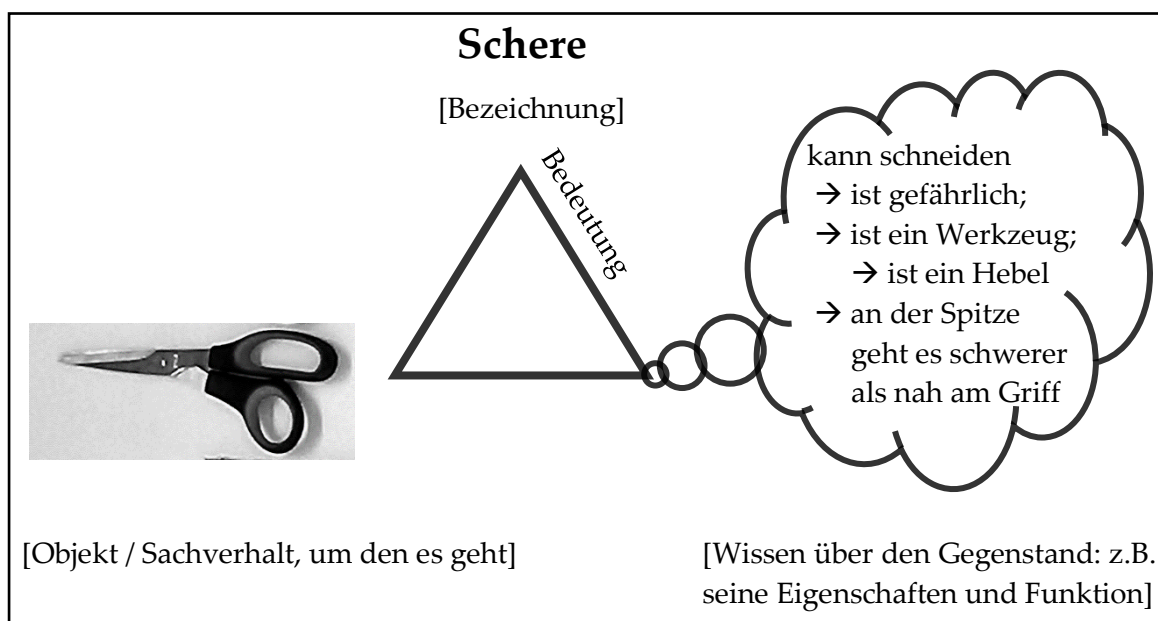 Schere
[Bezeichnung]
Bedeutung
kann schneiden
→ ist gefährlich;
→ ist ein Werkzeug;
→ ist ein Hebel
→ an der Spitze
geht es schwerer
als nah am Griff
[Objekt / Sachverhalt, um den es geht]
[Wissen über den Gegenstand: z.B.
seine Eigenschaften und Funktion]